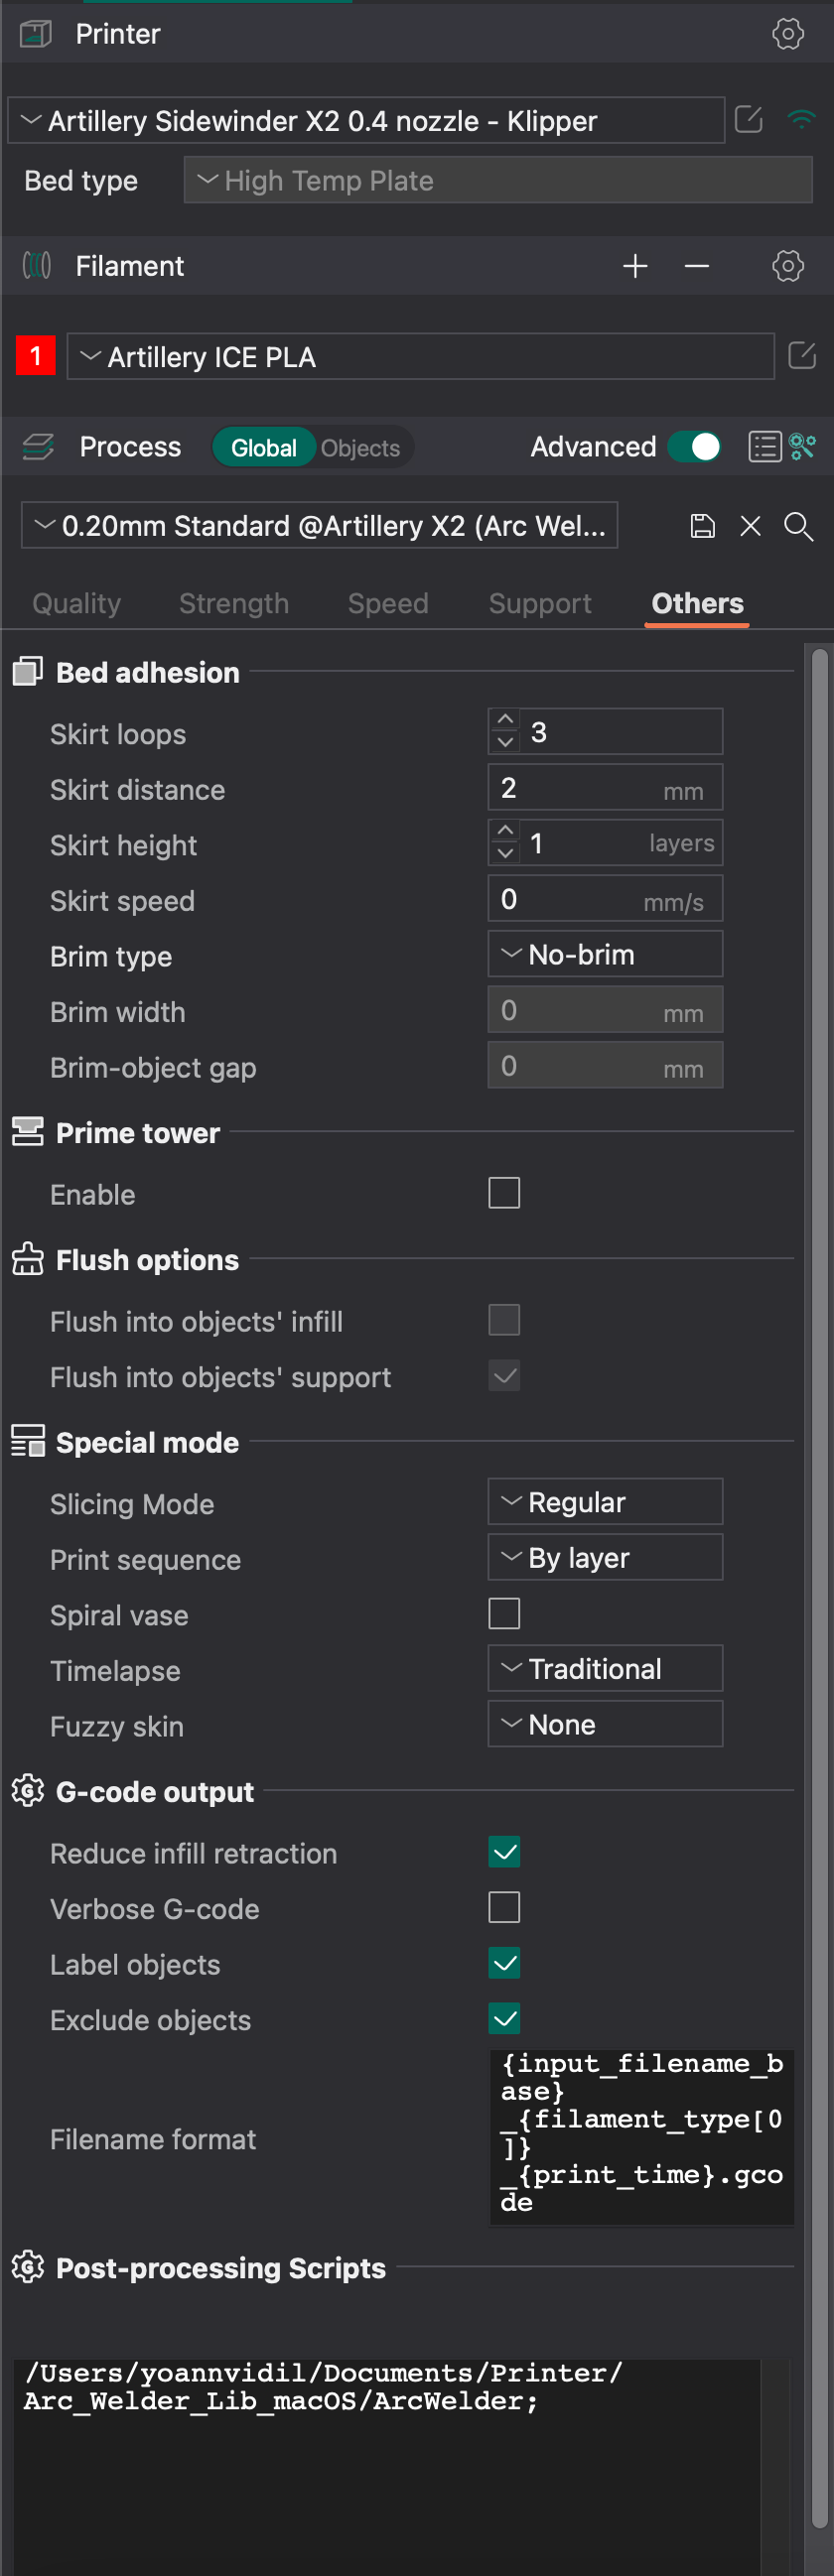 Printer
Artillery Sidewinder X2 0.4 nozzle - Klipper
Bed type High Temp Plate
Filament
1 Artillery ICE PLA
Process Global Objects Advanced
0.20mm Standard @Artillery X2 (Arc Wel...
Quality Strength Speed Support Others
Bed adhesion
Skirt loops 3
Skirt distance 2 mm
Skirt height 1 layers
Skirt speed 0 mm/s
Brim type No-brim
Brim width 0 mm
Brim-object gap 0 mm
Prime tower
Enable
Flush options
Flush into objects' infill
Flush into objects' support
Special mode
Slicing Mode Regular
Print sequence By layer
Spiral vase
Timelapse Traditional
Fuzzy skin None
G-code output
Reduce infill retraction
Verbose G-code
Label objects
Exclude objects
Filename format
{input_filename_b
ase}
_{filament_type[0
]}
_{print_time}.gco
de
Post-processing Scripts
/Users/yoannvidil/Documents/Printer/
Arc_Welder_Lib_macOS/ArcWelder;